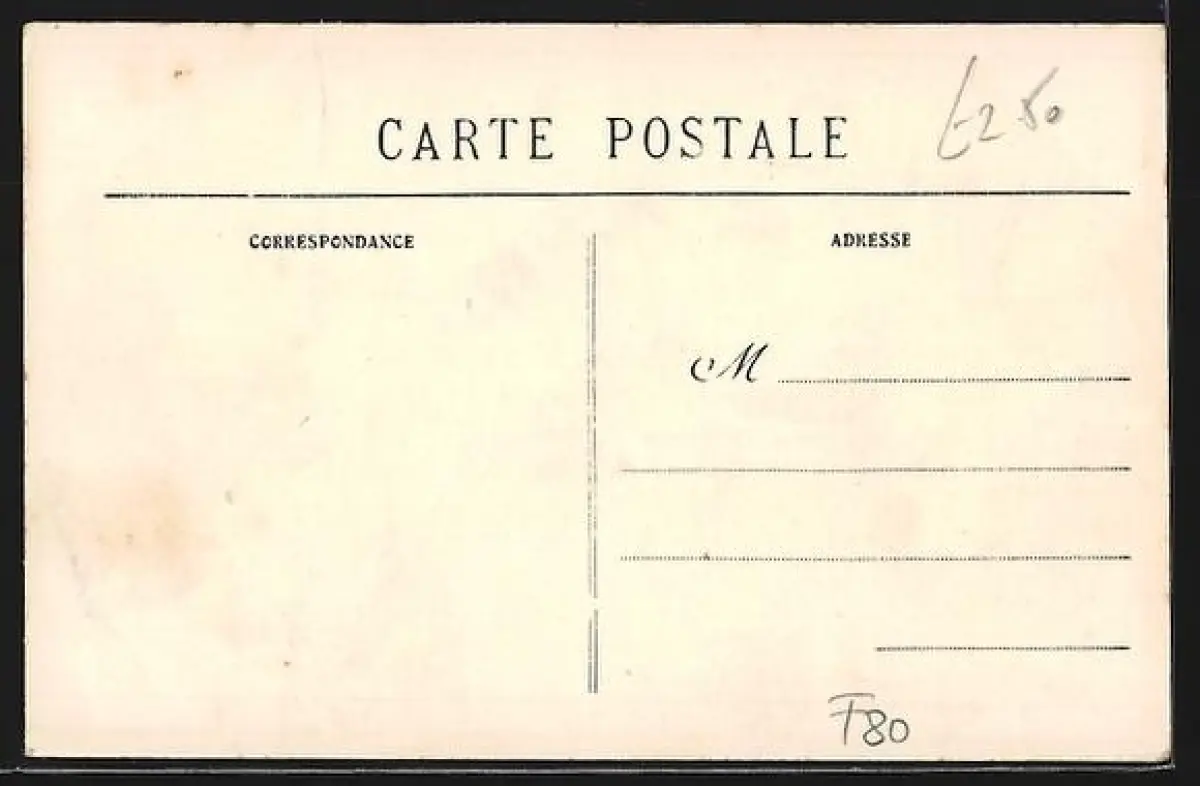 CARTE POSTALE
CORRESPONDANCE
ADRESSE
M
F80